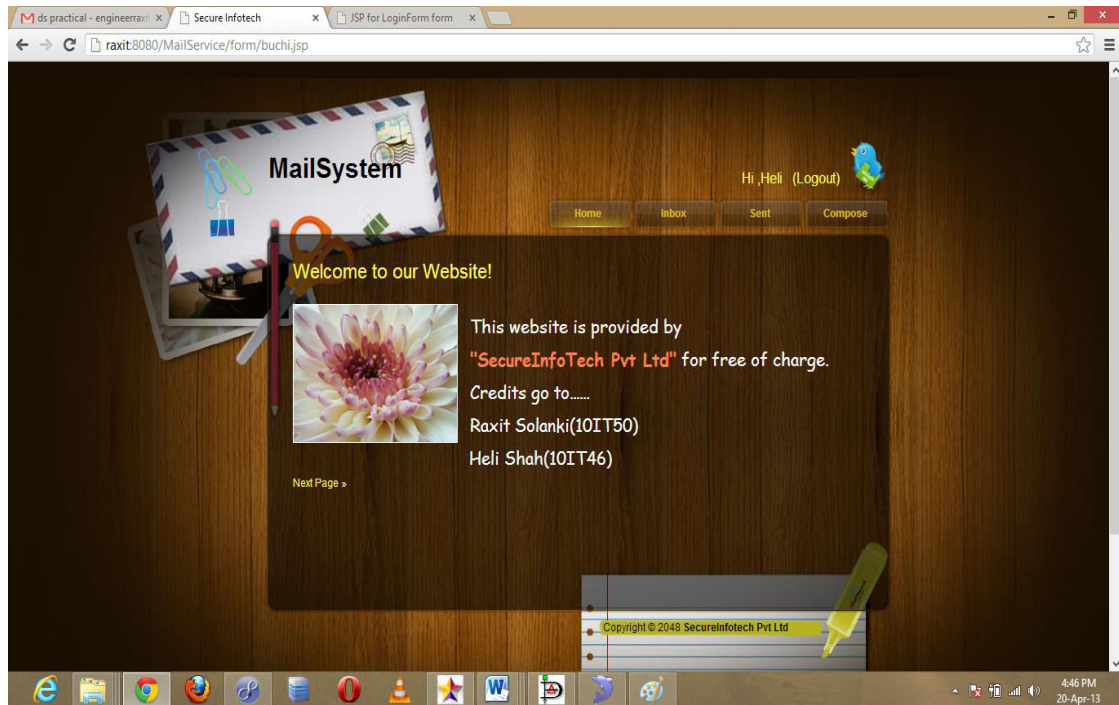 ds practical - engineerraxi
Secure Infotech
JSP for LoginForm form
raxit:8080/MailService/form/buchi.jsp
MailSystem
Hi ,Heli (Logout)
Home Inbox Sent Compose
Welcome to our Website!
This website is provided by
"SecureInfoTech Pvt Ltd" for free of charge.
Credits go to......
Raxit Solanki(10IT50)
Heli Shah(10IT46)
Next Page »
Copyright © 2048 SecureInfotech Pvt Ltd
4:46 PM
20-Apr-13